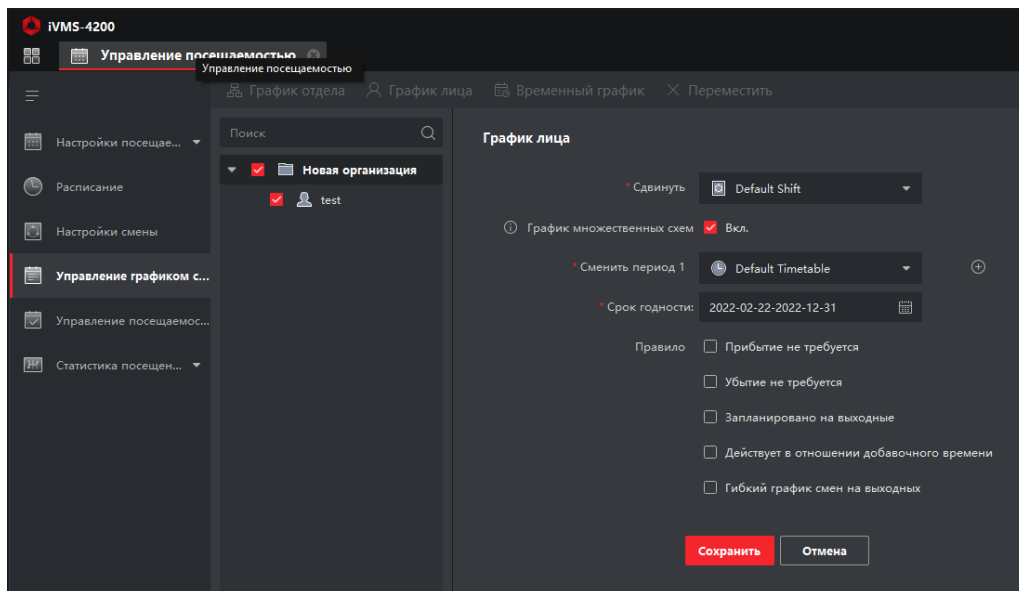 iVMS-4200
Управление посещаемостью
Управление посещаемостью
График отдела График лица Временный график Переместить
Настройки посещае...
Расписание
Настройки смены
Управление графиком с...
Управление посещаемос...
Статистика посещен...
Поиск
Новая организация
test
График лица
* Сдвинуть Default Shift
График множественных схем Вкл.
* Сменить период 1 Default Timetable
* Срок годности: 2022-02-22-2022-12-31
Правило Прибытие не требуется
Убытие не требуется
Запланировано на выходные
Действует в отношении добавочного времени
Гибкий график смен на выходных
Сохранить Отмена